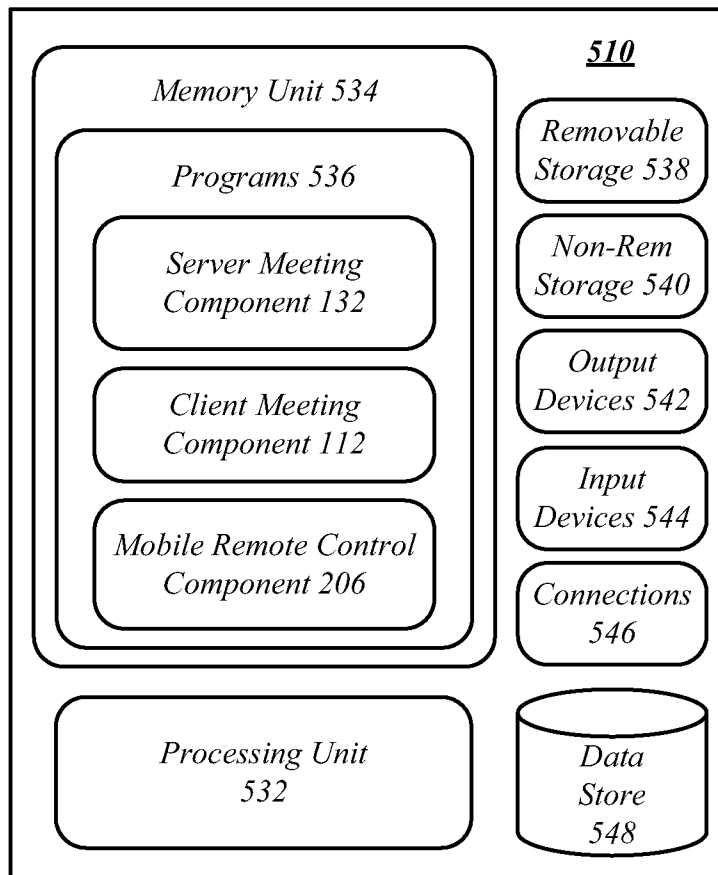 510
Memory Unit 534
Programs 536
Server Meeting
Component 132
Client Meeting
Component 112
Mobile Remote Control
Component 206
Processing Unit
532
Removable
Storage 538
Non-Rem
Storage 540
Output
Devices 542
Input
Devices 544
Connections
546
Data
Store
548